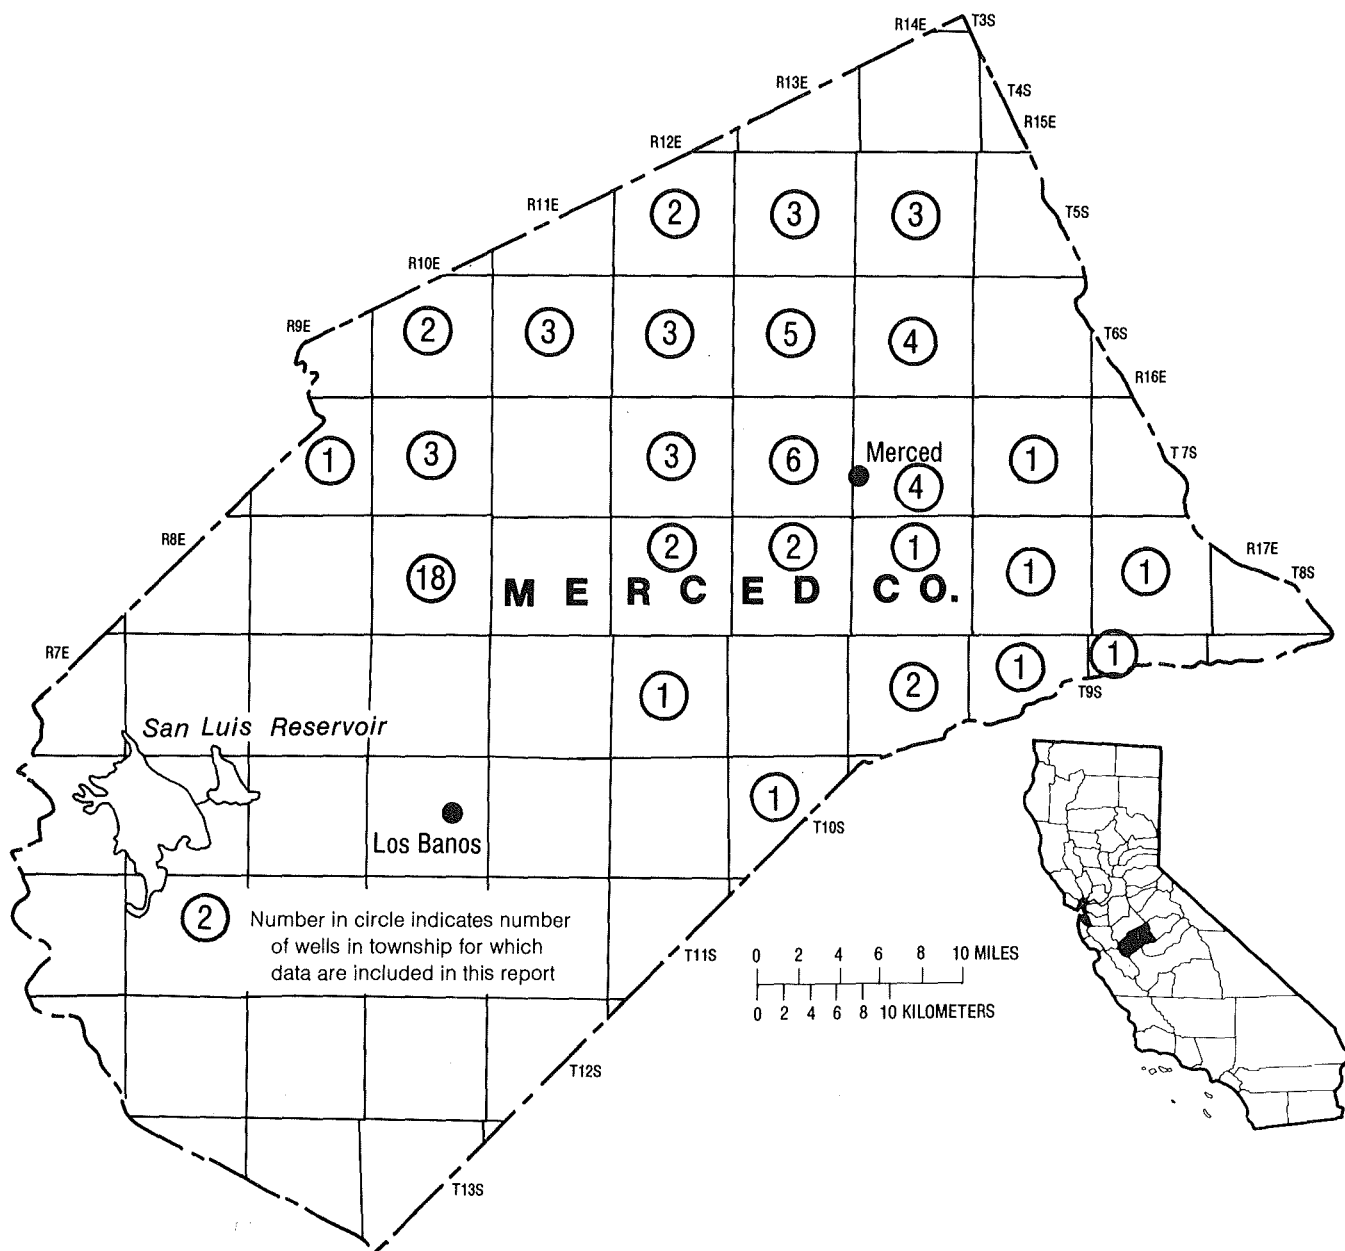 R14E
T3S
R13E
T4S
R12E
R15E
R11E
2
3
3
T5S
R10E
R9E
2
3
3
5
4
T6S
R16E
1
3
3
6
Merced
4
1
T7S
R8E
18
2
2
1
1
1
R17E
T8S
MERCED CO.
R7E
1
2
1
1
T9S
San Luis Reservoir
1
T10S
Los Banos
2
Number in circle indicates number
of wells in township for which
data are included in this report
T11S
0 2 4 6 8 10 MILES
0 2 4 6 8 10 KILOMETERS
T12S
T13S